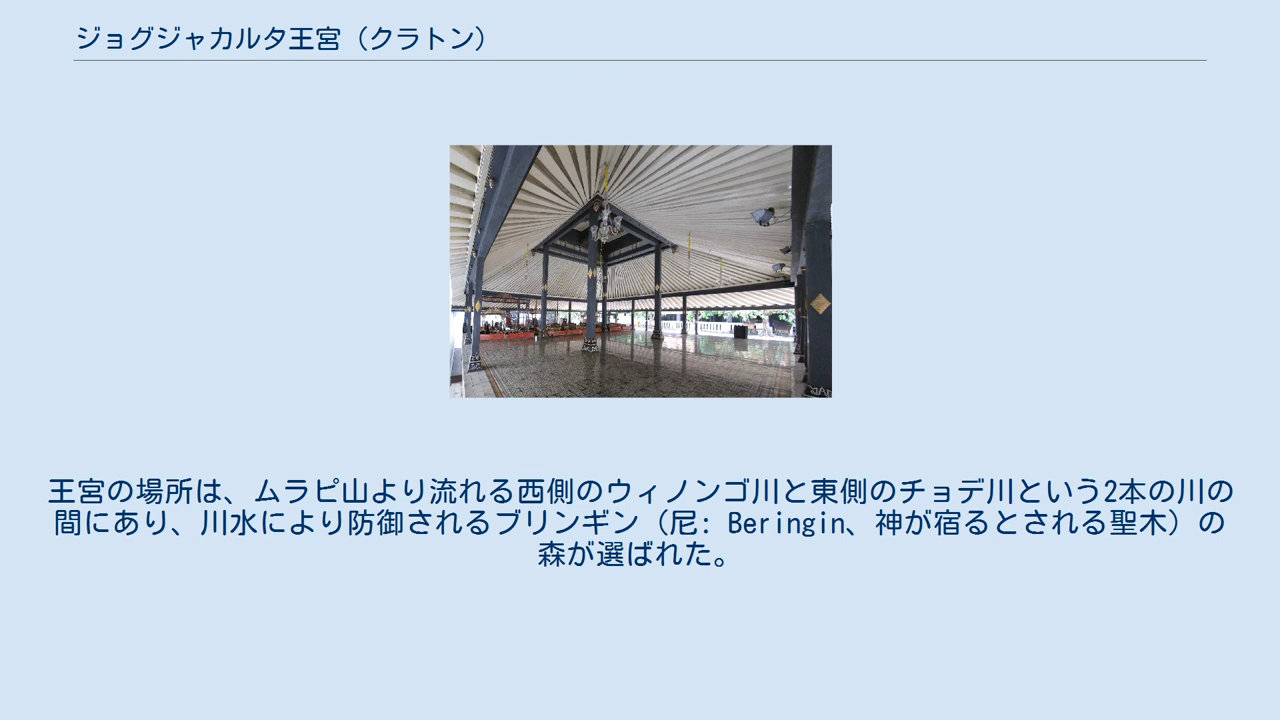 ジョグジャカルタ王宮（クラトン）
王宮の場所は、ムラピ山より流れる西側のウィノンゴ川と東側のチョデ川という2本の川の
間にあり、川水により防御されるブリンギン（尼: Beringin、神が宿るとされる聖木）の
森が選ばれた。